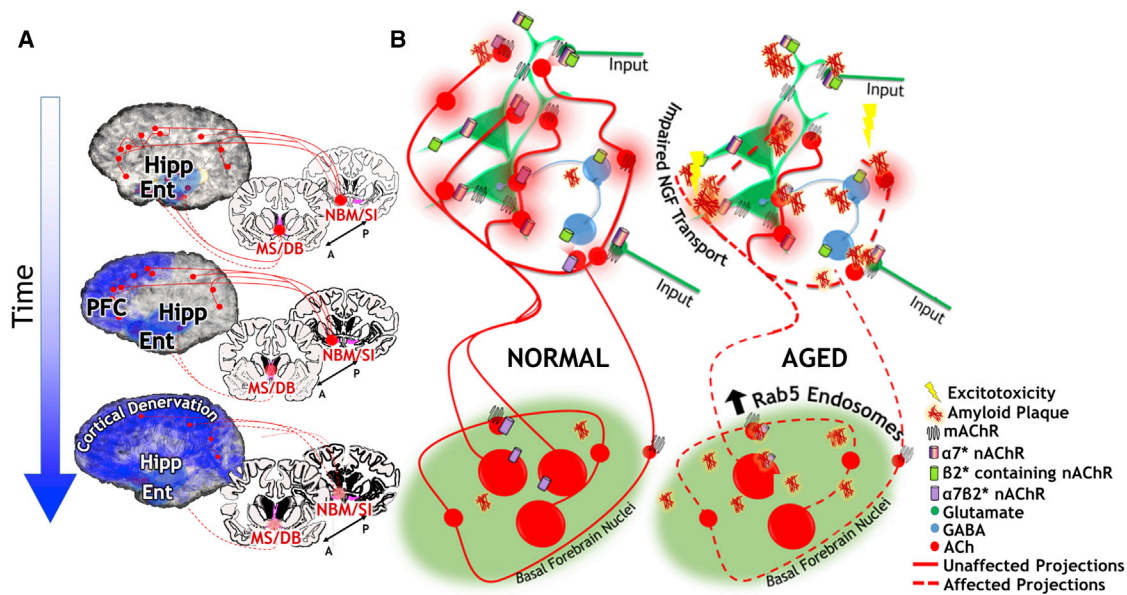 A
B
Time
Hipp
Ent
NBM/SI
MS/DB
A
P
PFC
Hipp
Ent
NBM/SI
MS/DB
A
P
Cortical Denervation
Hipp
Ent
NBM/SI
MS/DB
A
P
Input
Input
NORMAL
Basal Forebrain Nuclei
Input
Impaired NGF Transport
Input
AGED
Rab5 Endosomes
Basal Forebrain Nuclei
Excitotoxicity
Amyloid Plaque
mAChR
α7* nAChR
β2* containing nAChR
α7β2* nAChR
Glutamate
GABA
ACh
Unaffected Projections
Affected Projections